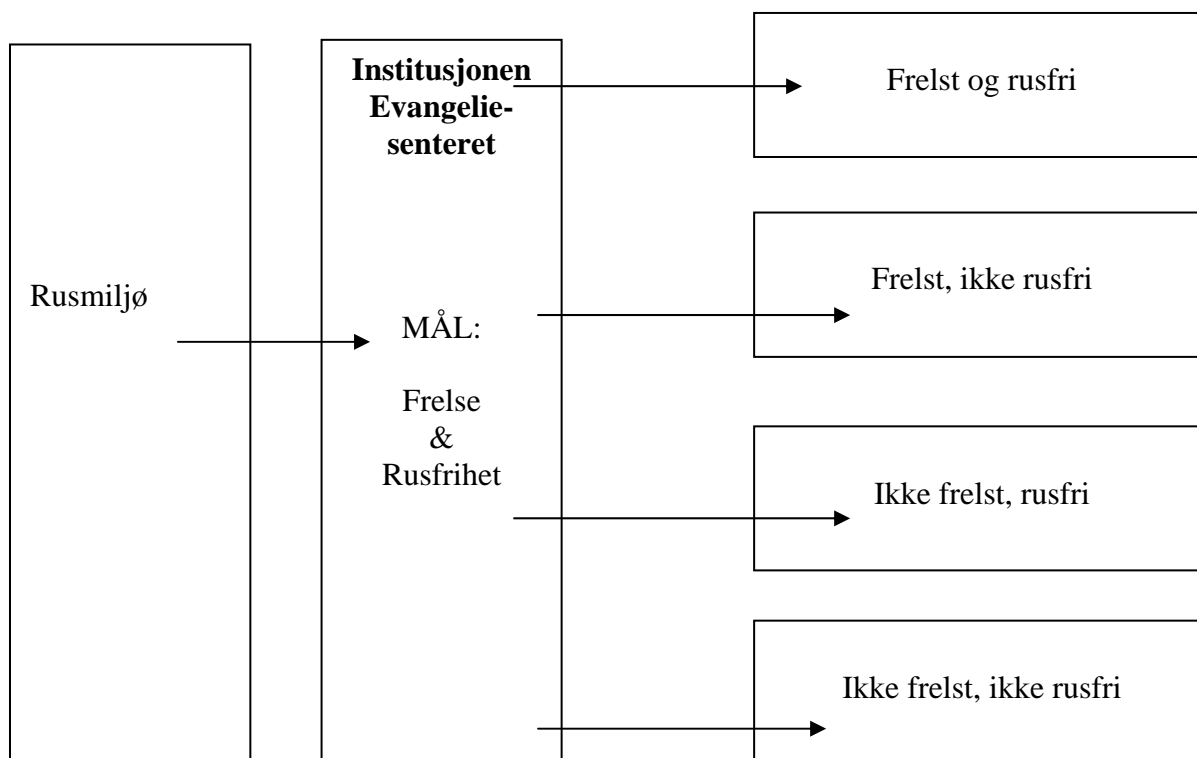 Rusmiljø
Institusjonen
Evangelie-
senteret
MÅL:
Frelse
&
Rusfrihet
Frelst og rusfri
Frelst, ikke rusfri
Ikke frelst, rusfri
Ikke frelst, ikke rusfri